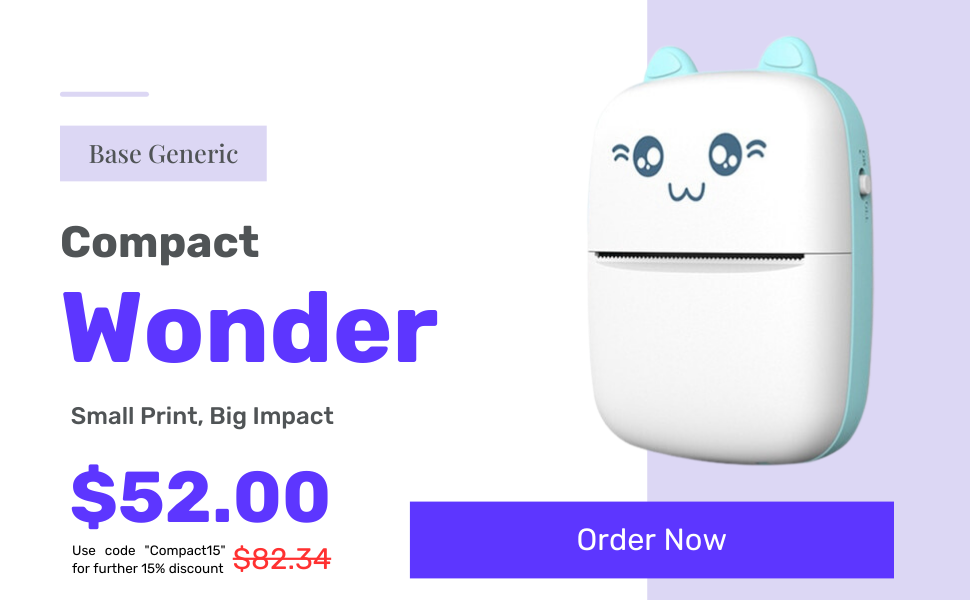 Base Generic
Compact
Wonder
Small Print, Big Impact
$52.00
Use code "Compact15"
for further 15% discount
$82.34
Order Now